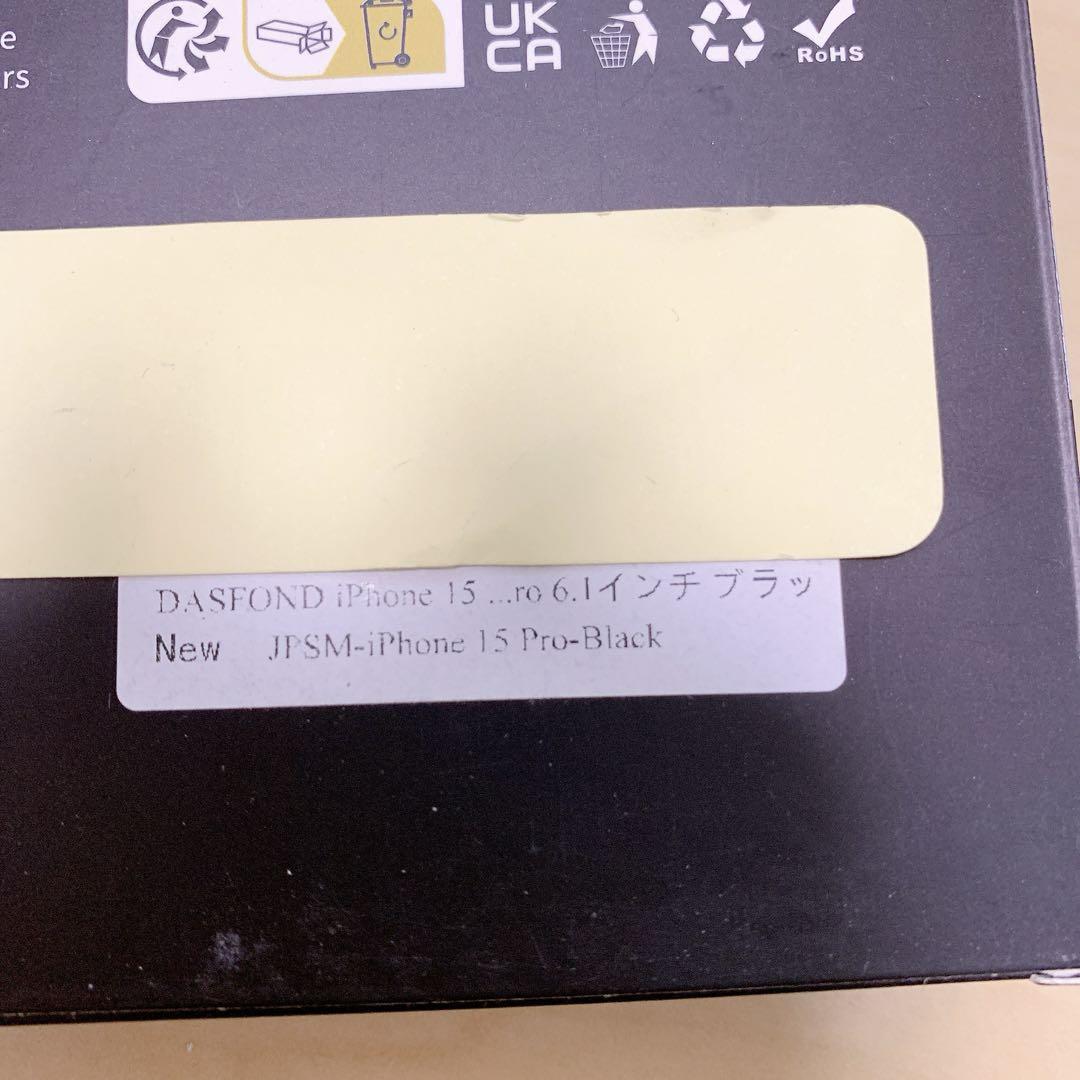 e
rs
UK
CA
RoHS
DASFOND iPhone 15 ...ro 6.1インチ ブラッ
New JPSM-iPhone 15 Pro-Black